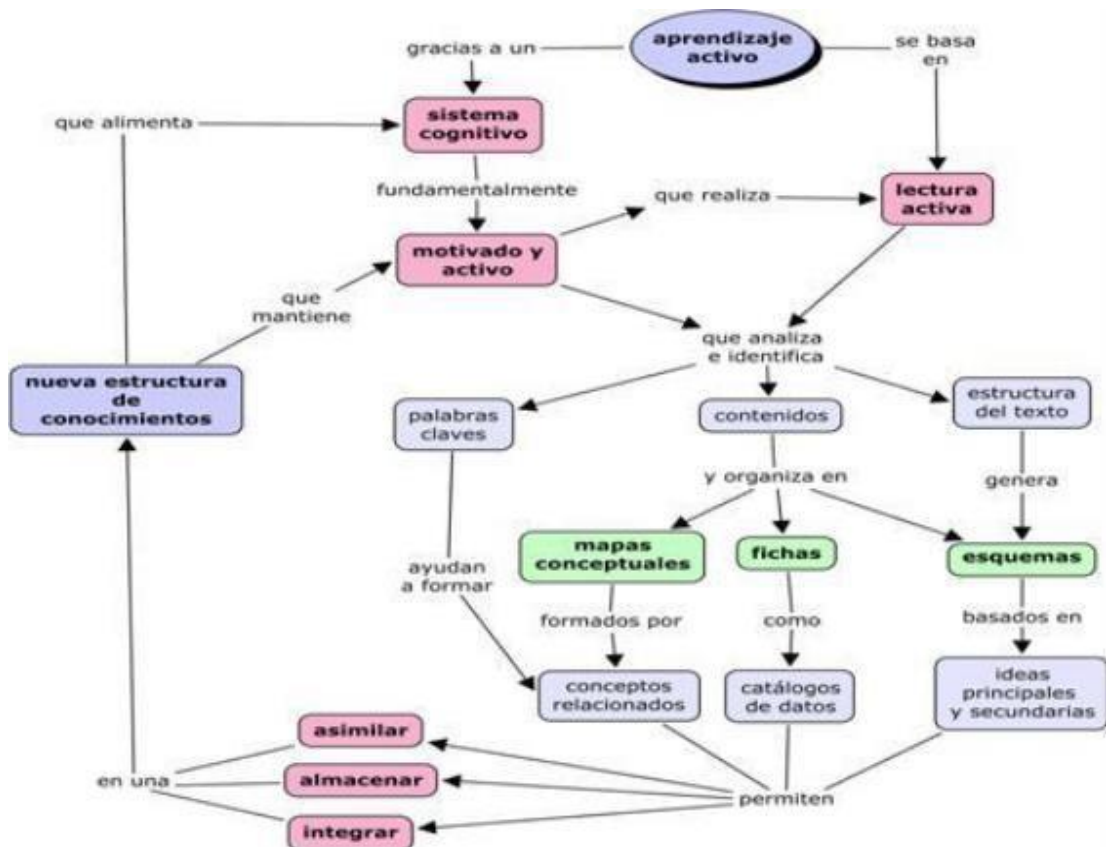 aprendizaje
activo
gracias a un
se basa
en
sistema
cognitivo
que alimenta
fundamentalmente
que realiza
lectura
activa
motivado y
activo
que
mantiene
que analiza
e identifica
nueva estructura
de
conocimientos
palabras
claves
contenidos
estructura
del texto
y organiza en
genera
mapas
conceptuales
fichas
esquemas
ayudan
a formar
formados por
como
basados en
conceptos
relacionados
catálogos
de datos
ideas
principales
y secundarias
asimilar
en una
almacenar
permiten
integrar